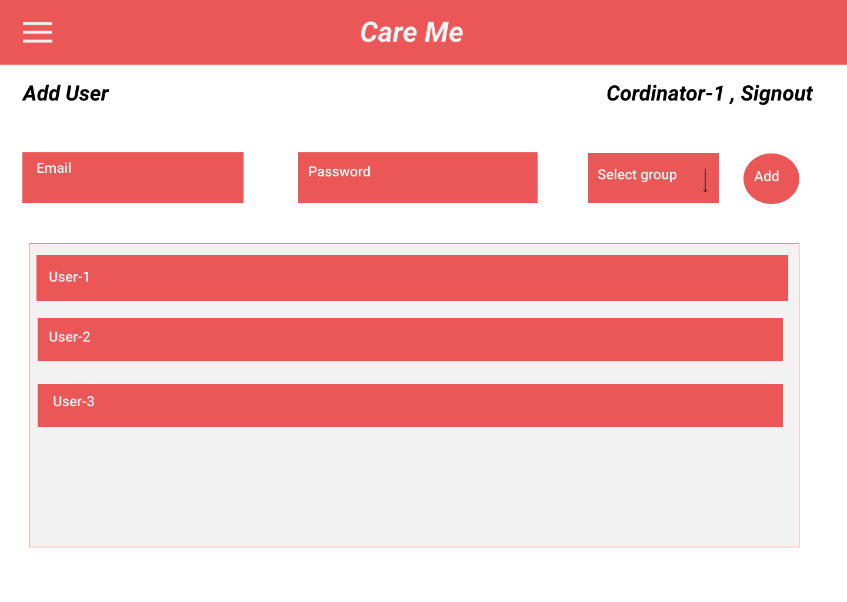 Care Me
Add User
Cordinator-1 , Signout
Email
Password
Select group
Add
User-1
User-2
User-3